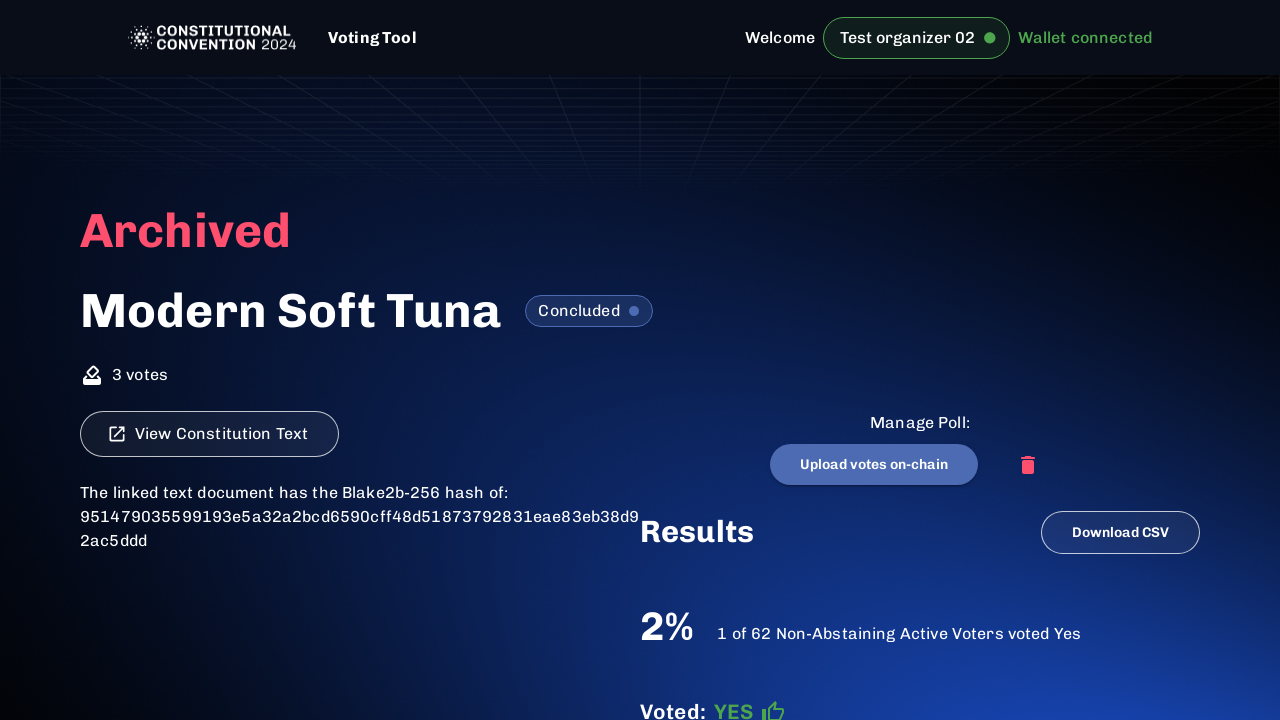 CONSTITUTIONAL
CONVENTION 2024
Voting Tool
Welcome
Test organizer 02
Wallet connected
Archived
Modern Soft Tuna
Concluded
3 votes
View Constitution Text
The linked text document has the Blake2b-256 hash of:
951479035599193e5a32a2bcd6590cff48d51873792831eae83eb38d9
2ac5ddd
Manage Poll:
Upload votes on-chain
Results
Download CSV
2%
1 of 62 Non-Abstaining Active Voters voted Yes
Voted: YES